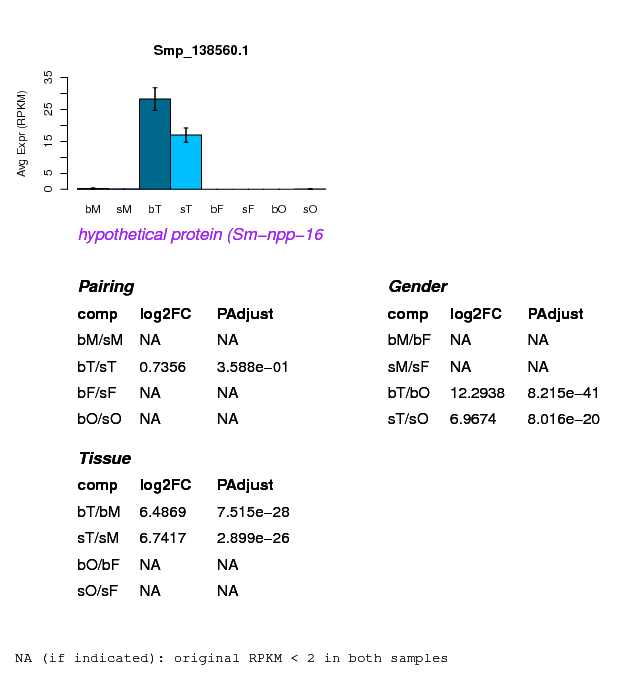 Smp_138560.1
Avg Expr (RPKM)
35
25
15
5
0
bM sM bT sT bF sF bO sO
hypothetical protein (Sm−npp−16
Pairing
comp log2FC PAdjust
bM/sM NA NA
bT/sT 0.7356 3.588e−01
bF/sF NA NA
bO/sO NA NA
Gender
comp log2FC PAdjust
bM/bF NA NA
sM/sF NA NA
bT/bO 12.2938 8.215e−41
sT/sO 6.9674 8.016e−20
Tissue
comp log2FC PAdjust
bT/bM 6.4869 7.515e−28
sT/sM 6.7417 2.899e−26
bO/bF NA NA
sO/sF NA NA
NA (if indicated): original RPKM < 2 in both samples